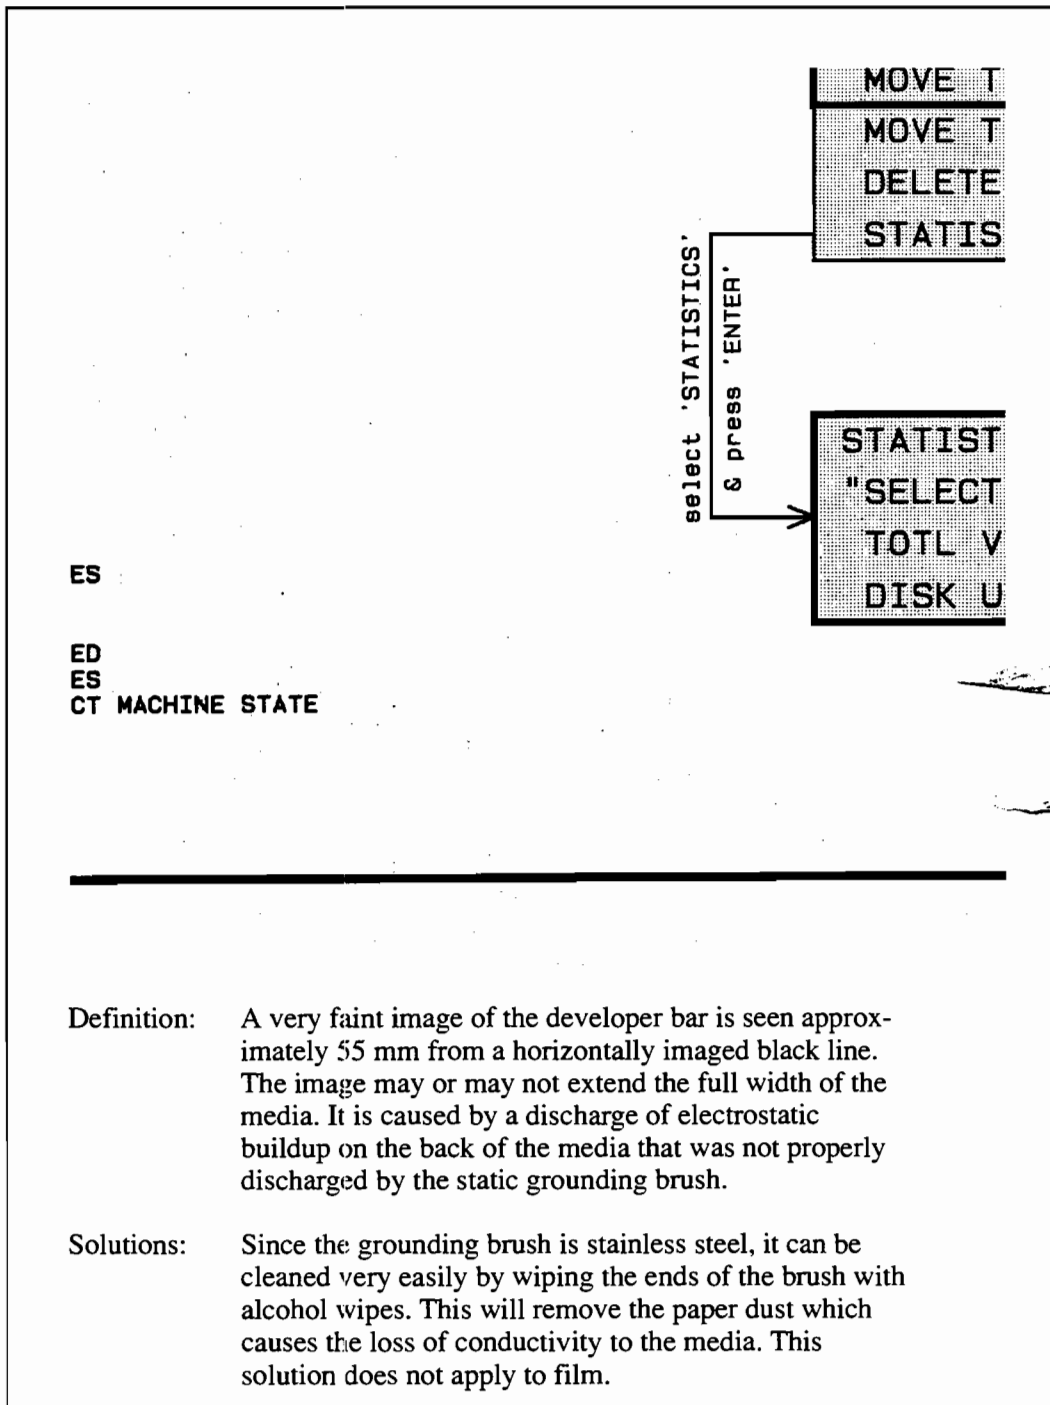 MOVE T
MOVE T
DELETE
STATIS
select 'STATISTICS'
& press 'ENTER'
STATIST
"SELECT
TOTL V
DISK U
ES
ED
ES
CT MACHINE STATE
Definition: A very faint image of the developer bar is seen approx-
imately 55 mm from a horizontally imaged black line.
The image may or may not extend the full width of the
media. It is caused by a discharge of electrostatic
buildup on the back of the media that was not properly
discharged by the static grounding brush.
Solutions: Since the grounding brush is stainless steel, it can be
cleaned very easily by wiping the ends of the brush with
alcohol wipes. This will remove the paper dust which
causes the loss of conductivity to the media. This
solution does not apply to film.